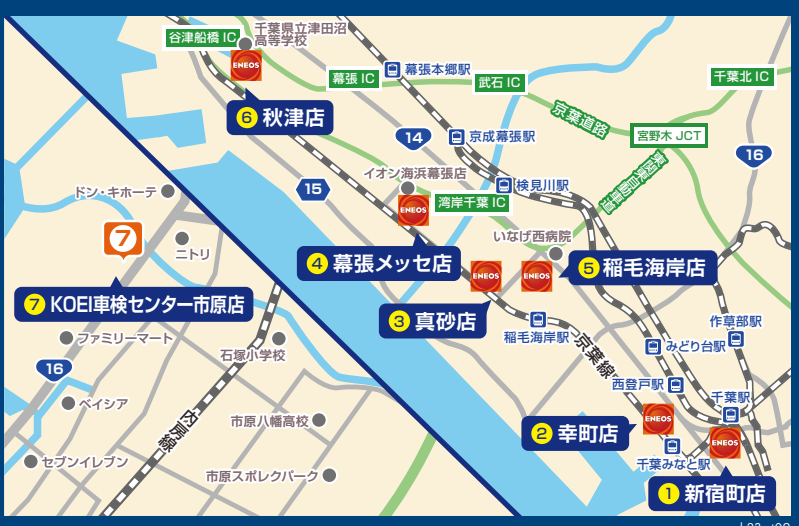 千葉県立津田沼
高等学校
谷津船橋 IC
ENEOS
6 秋津店
幕張 IC
幕張本郷駅
武石 IC
千葉北 IC
京葉道路
宮野木 JCT
14
京成幕張駅
16
東関東自動車道
イオン海浜幕張店
15
検見川駅
湾岸千葉 IC
ENEOS
ドン・キホーテ
7
ニトリ
いなげ西病院
4 幕張メッセ店
ENEOS
ENEOS
5 稲毛海岸店
7 KOEI車検センター市原店
3 真砂店
稲毛海岸駅
京葉線
作草部駅
みどり台駅
ファミリーマート
石塚小学校
16
西登戸駅
千葉駅
ベイシア
内房線
市原八幡高校
2 幸町店
ENEOS
ENEOS
千葉みなと駅
セブンイレブン
市原スポレクパーク
1 新宿町店